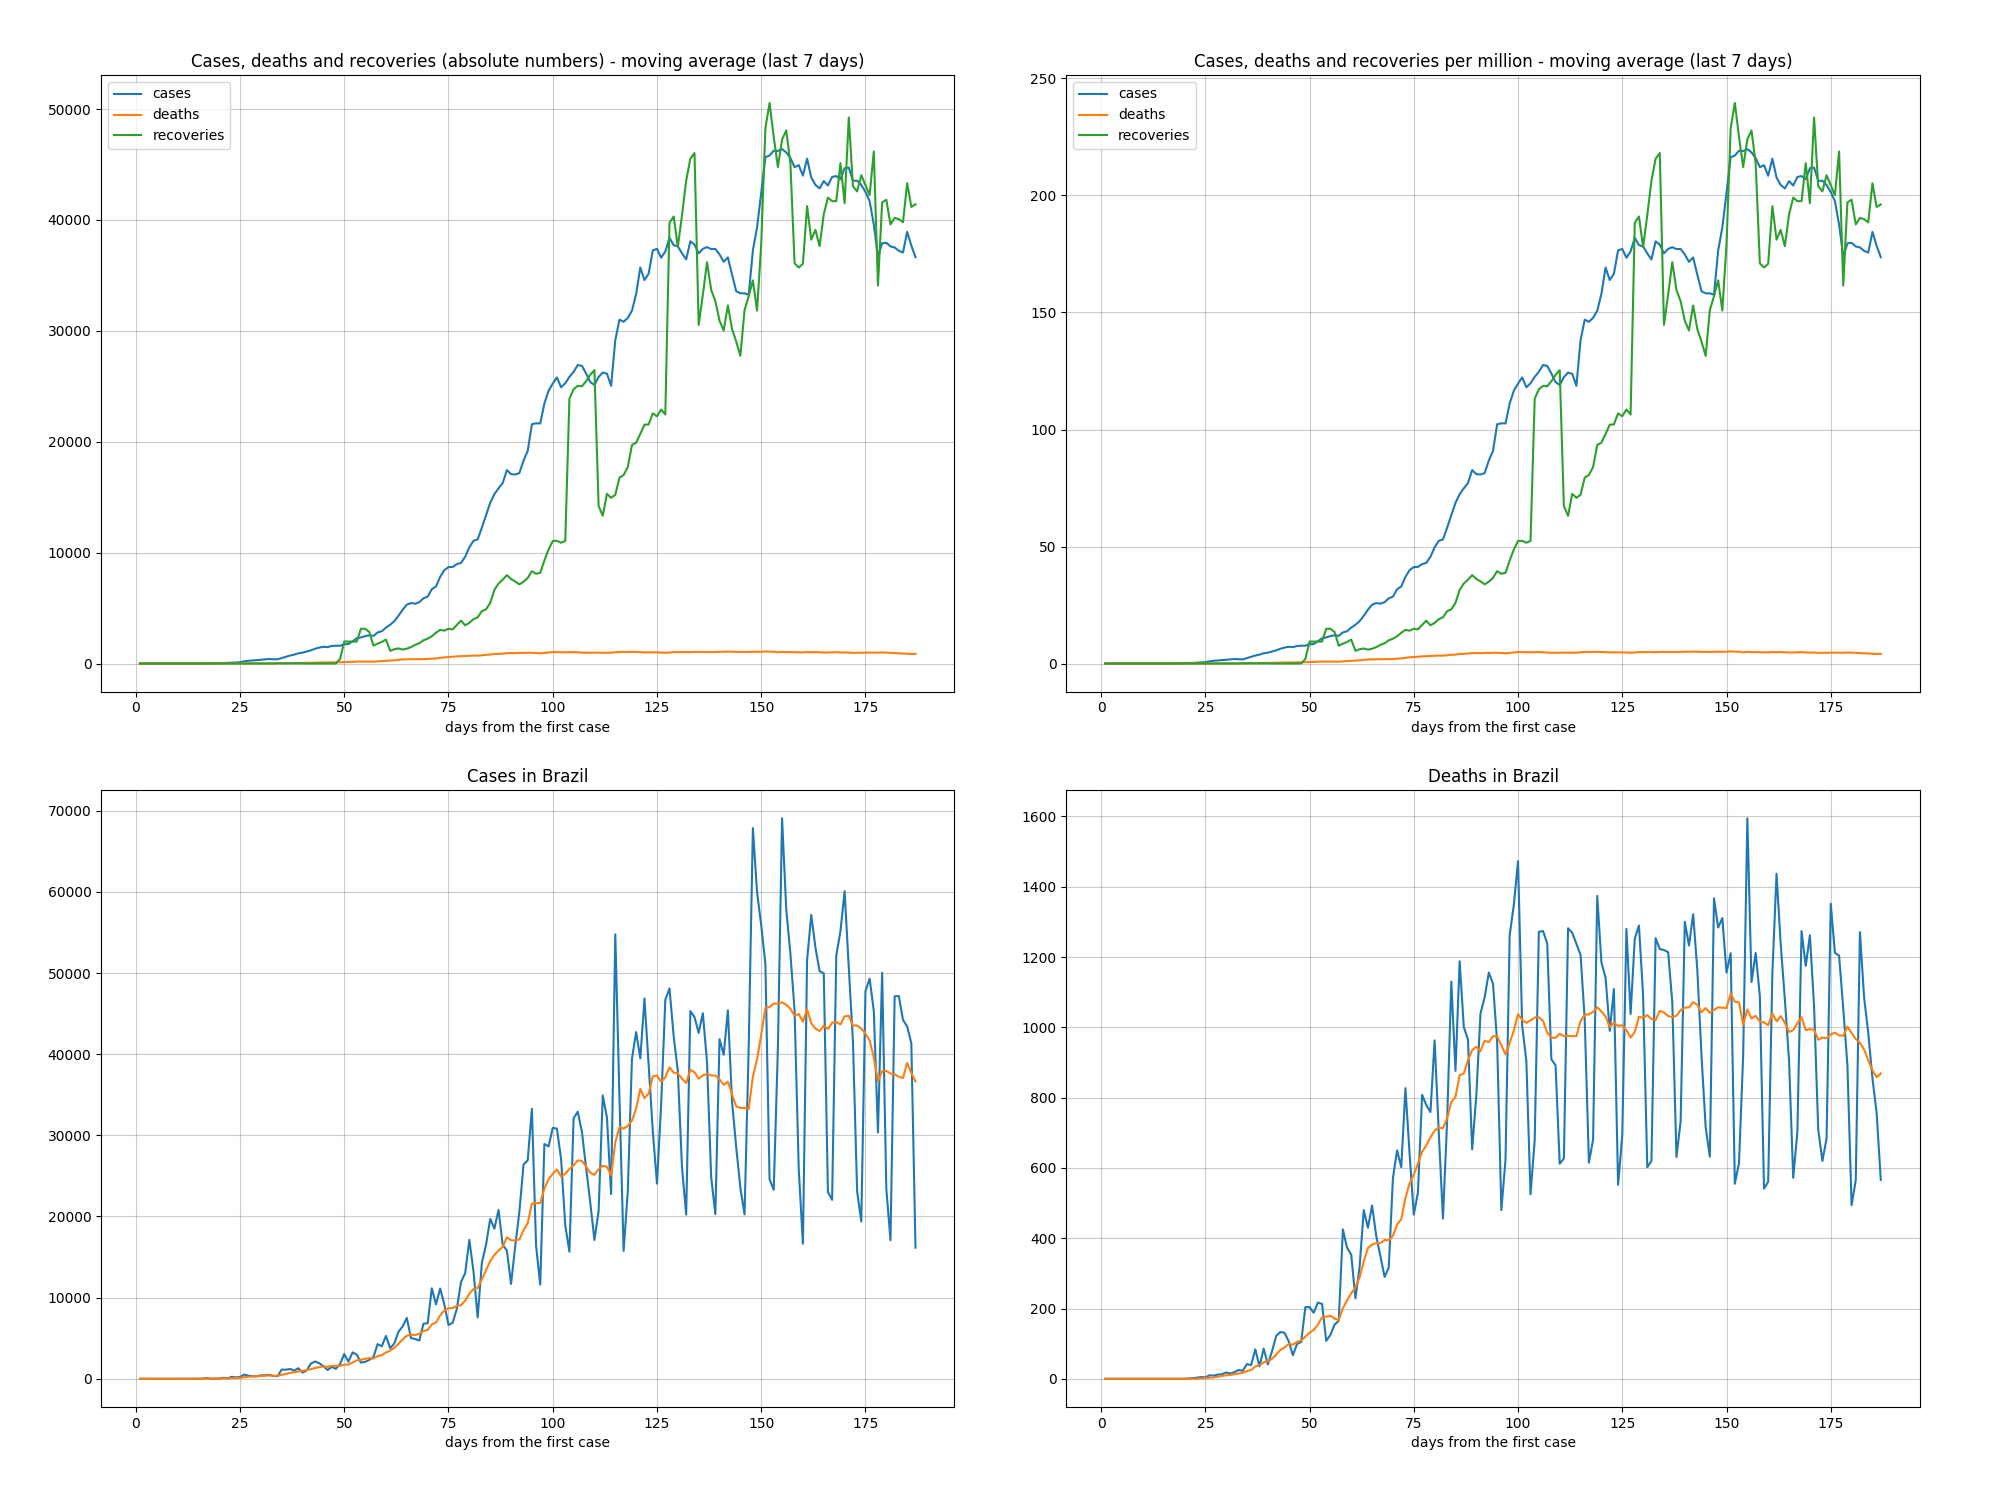 Cases, deaths and recoveries (absolute numbers) - moving average (last 7 days)
cases
deaths
recoveries
50000
40000
30000
20000
10000
0
0 25 50 75 100 125 150 175
days from the first case
Cases, deaths and recoveries per million - moving average (last 7 days)
cases
deaths
recoveries
250
200
150
100
50
0
0 25 50 75 100 125 150 175
days from the first case
Cases in Brazil
70000
60000
50000
40000
30000
20000
10000
0
0 25 50 75 100 125 150 175
days from the first case
Deaths in Brazil
1600
1400
1200
1000
800
600
400
200
0
0 25 50 75 100 125 150 175
days from the first case